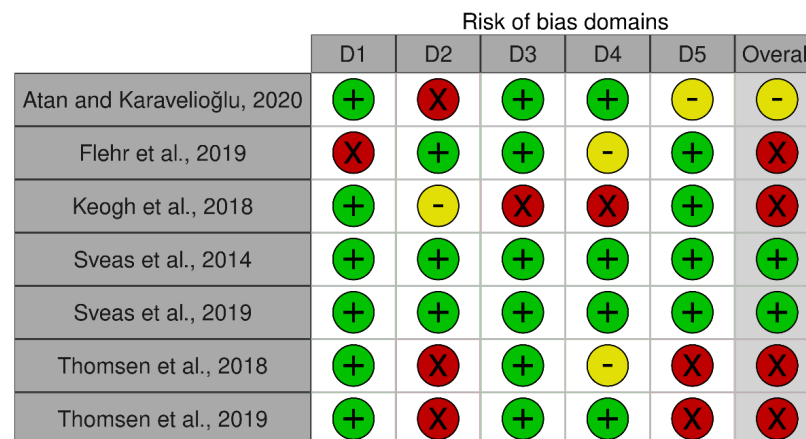 Risk of bias domains
D1 D2 D3 D4 D5 Overal
Atan and Karavelioğlu, 2020 + X + + - -
Flehr et al., 2019 X + + - + X
Keogh et al., 2018 + - X X + X
Sveas et al., 2014 + + + + + +
Sveas et al., 2019 + + + + + +
Thomsen et al., 2018 + X + - X X
Thomsen et al., 2019 + X + + X X